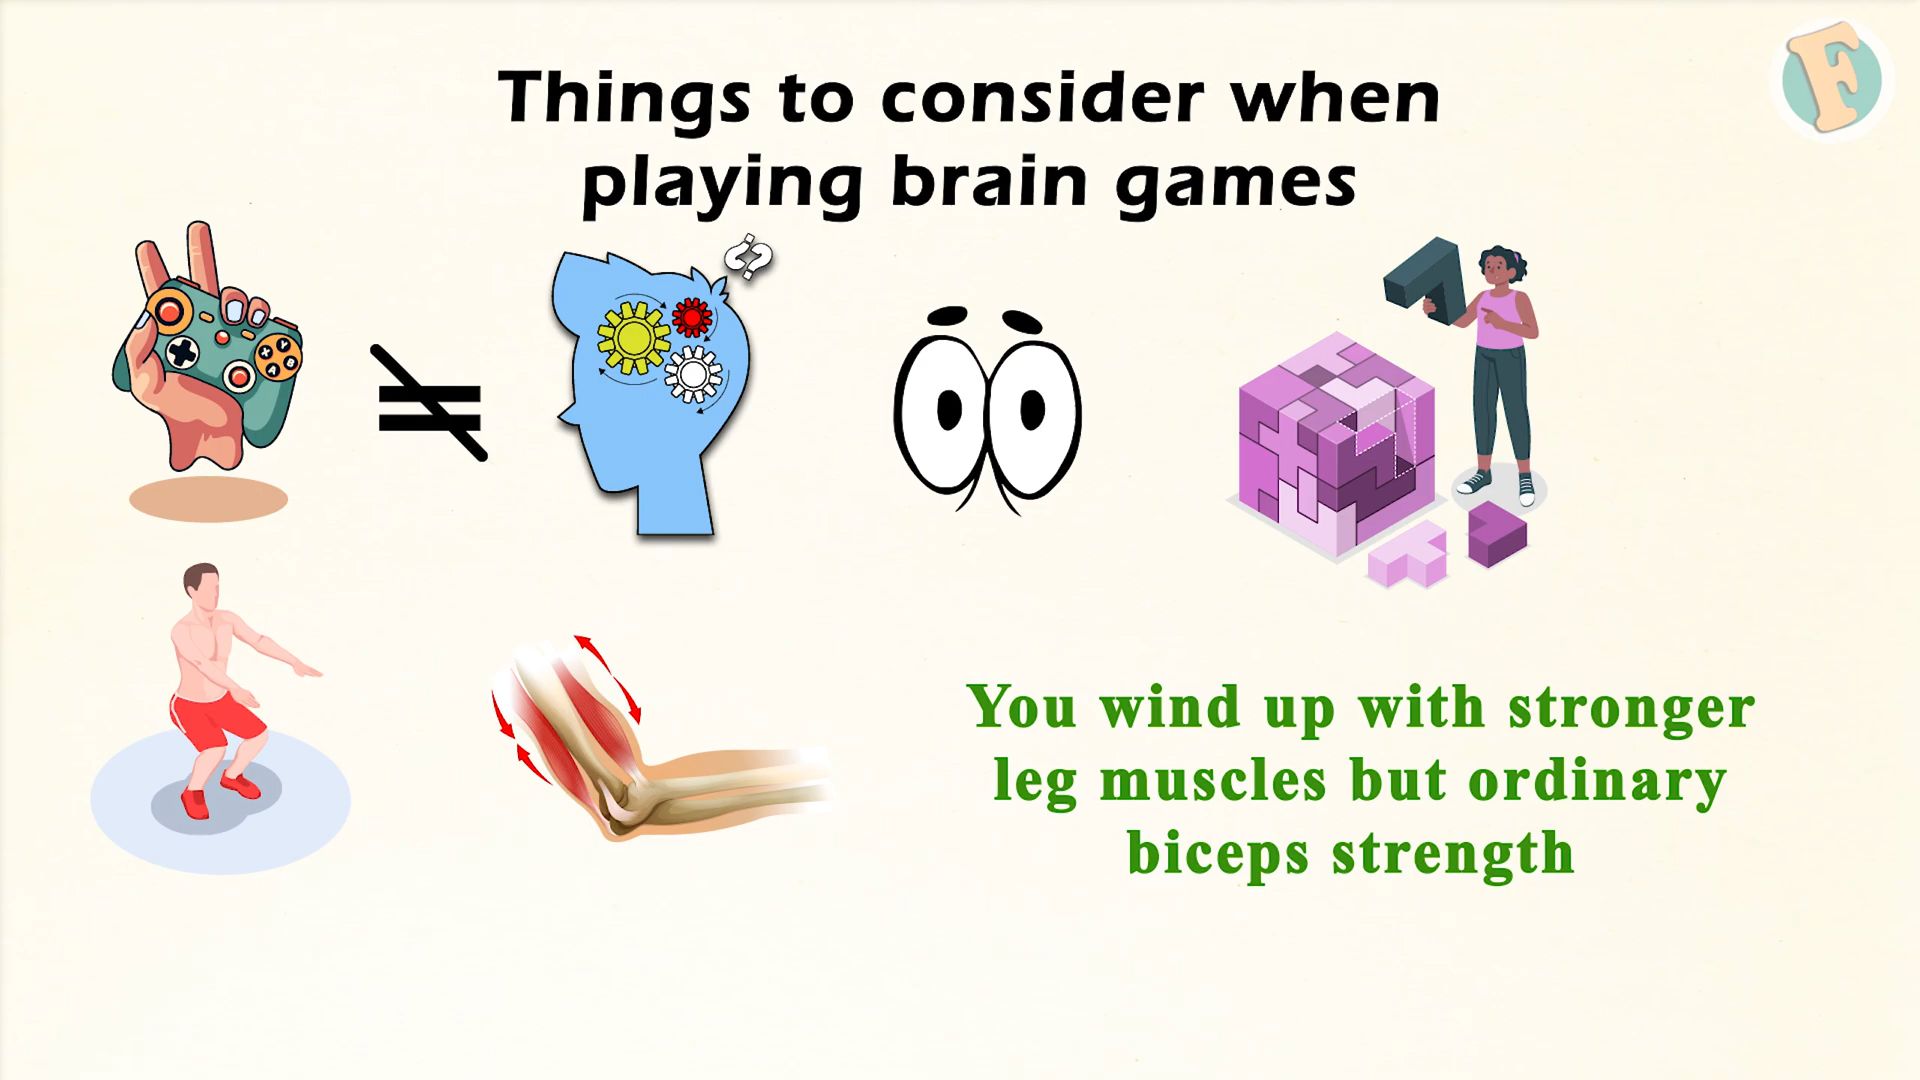 Things to consider when
playing brain games
F
??
≠
You wind up with stronger
leg muscles but ordinary
biceps strength